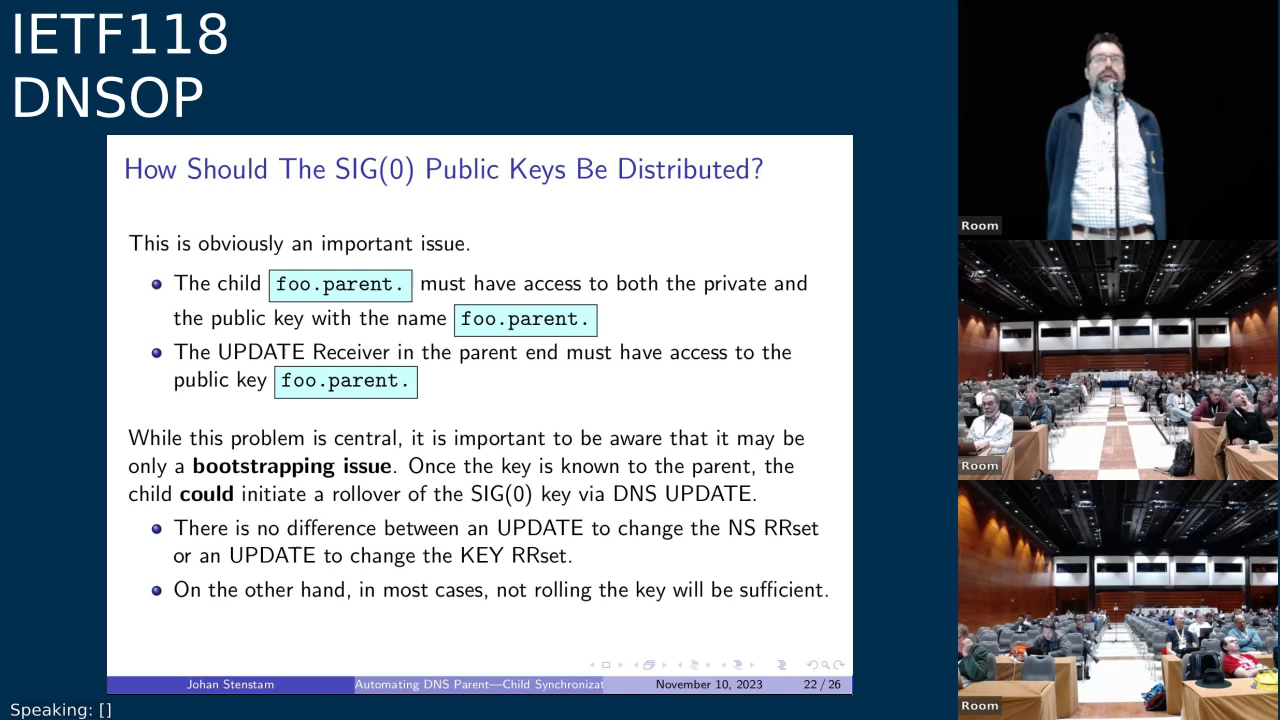 IETF118
DNSOP
How Should The SIG(0) Public Keys Be Distributed?
This is obviously an important issue.
The child foo.parent. must have access to both the private and
the public key with the name foo.parent.
The UPDATE Receiver in the parent end must have access to the
public key foo.parent.
While this problem is central, it is important to be aware that it may be
only a bootstrapping issue. Once the key is known to the parent, the
child could initiate a rollover of the SIG(0) key via DNS UPDATE.
There is no difference between an UPDATE to change the NS RRset
or an UPDATE to change the KEY RRset.
On the other hand, in most cases, not rolling the key will be sufficient.
Johan Stenstam Automating DNS Parent—Child Synchronizat November 10, 2023 22 / 26
Speaking: []
Room
Room
Room